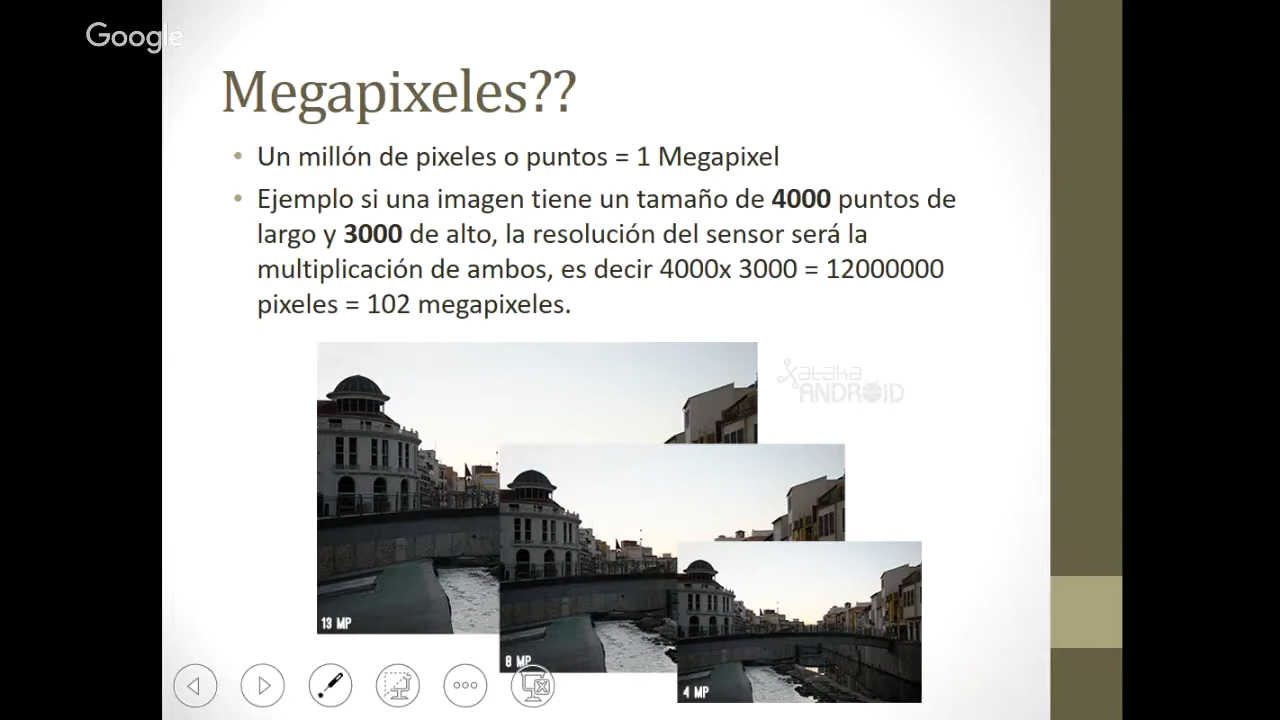 Google
Megapixeles??
• Un millón de pixeles o puntos = 1 Megapixel
• Ejemplo si una imagen tiene un tamaño de 4000 puntos de
largo y 3000 de alto, la resolución del sensor será la
multiplicación de ambos, es decir 4000x 3000 = 12000000
pixeles = 102 megapixeles.
xataka
ANDROID
13 MP
8 MP
4 MP